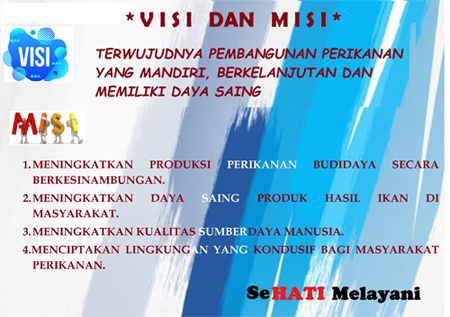 *VISI DAN MISI*
VISI
TERWUJUDNYA PEMBANGUNAN PERIKANAN
YANG MANDIRI, BERKELANJUTAN DAN
MEMILIKI DAYA SAING
MISI
1.MENINGKATKAN PRODUKSI PERIKANAN BUDIDAYA SECARA
BERKESINAMBUNGAN.
2.MENINGKATKAN DAYA SAING PRODUK HASIL IKAN DI
MASYARAKAT.
3.MENINGKATKAN KUALITAS SUMBER DAYA MANUSIA.
4.MENCIPTAKAN LINGKUNGAN YANG KONDUSIF BAGI MASYARAKAT
PERIKANAN.
SeHATI Melayani